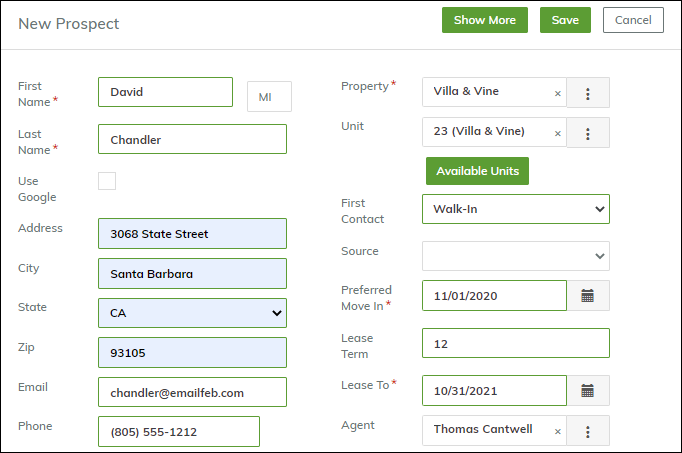 New Prospect
Show More
Save
Cancel
First
Name *
David
MI
Last
Name *
Chandler
Use
Google
Address
3068 State Street
City
Santa Barbara
State
CA
Zip
93105
Email
chandler@emailfeb.com
Phone
(805) 555-1212
Property *
Villa & Vine ×
Unit
23 (Villa & Vine) ×
Available Units
First
Contact
Walk-In
Source
Preferred
Move In *
11/01/2020
Lease
Term
12
Lease To *
10/31/2021
Agent
Thomas Cantwell ×